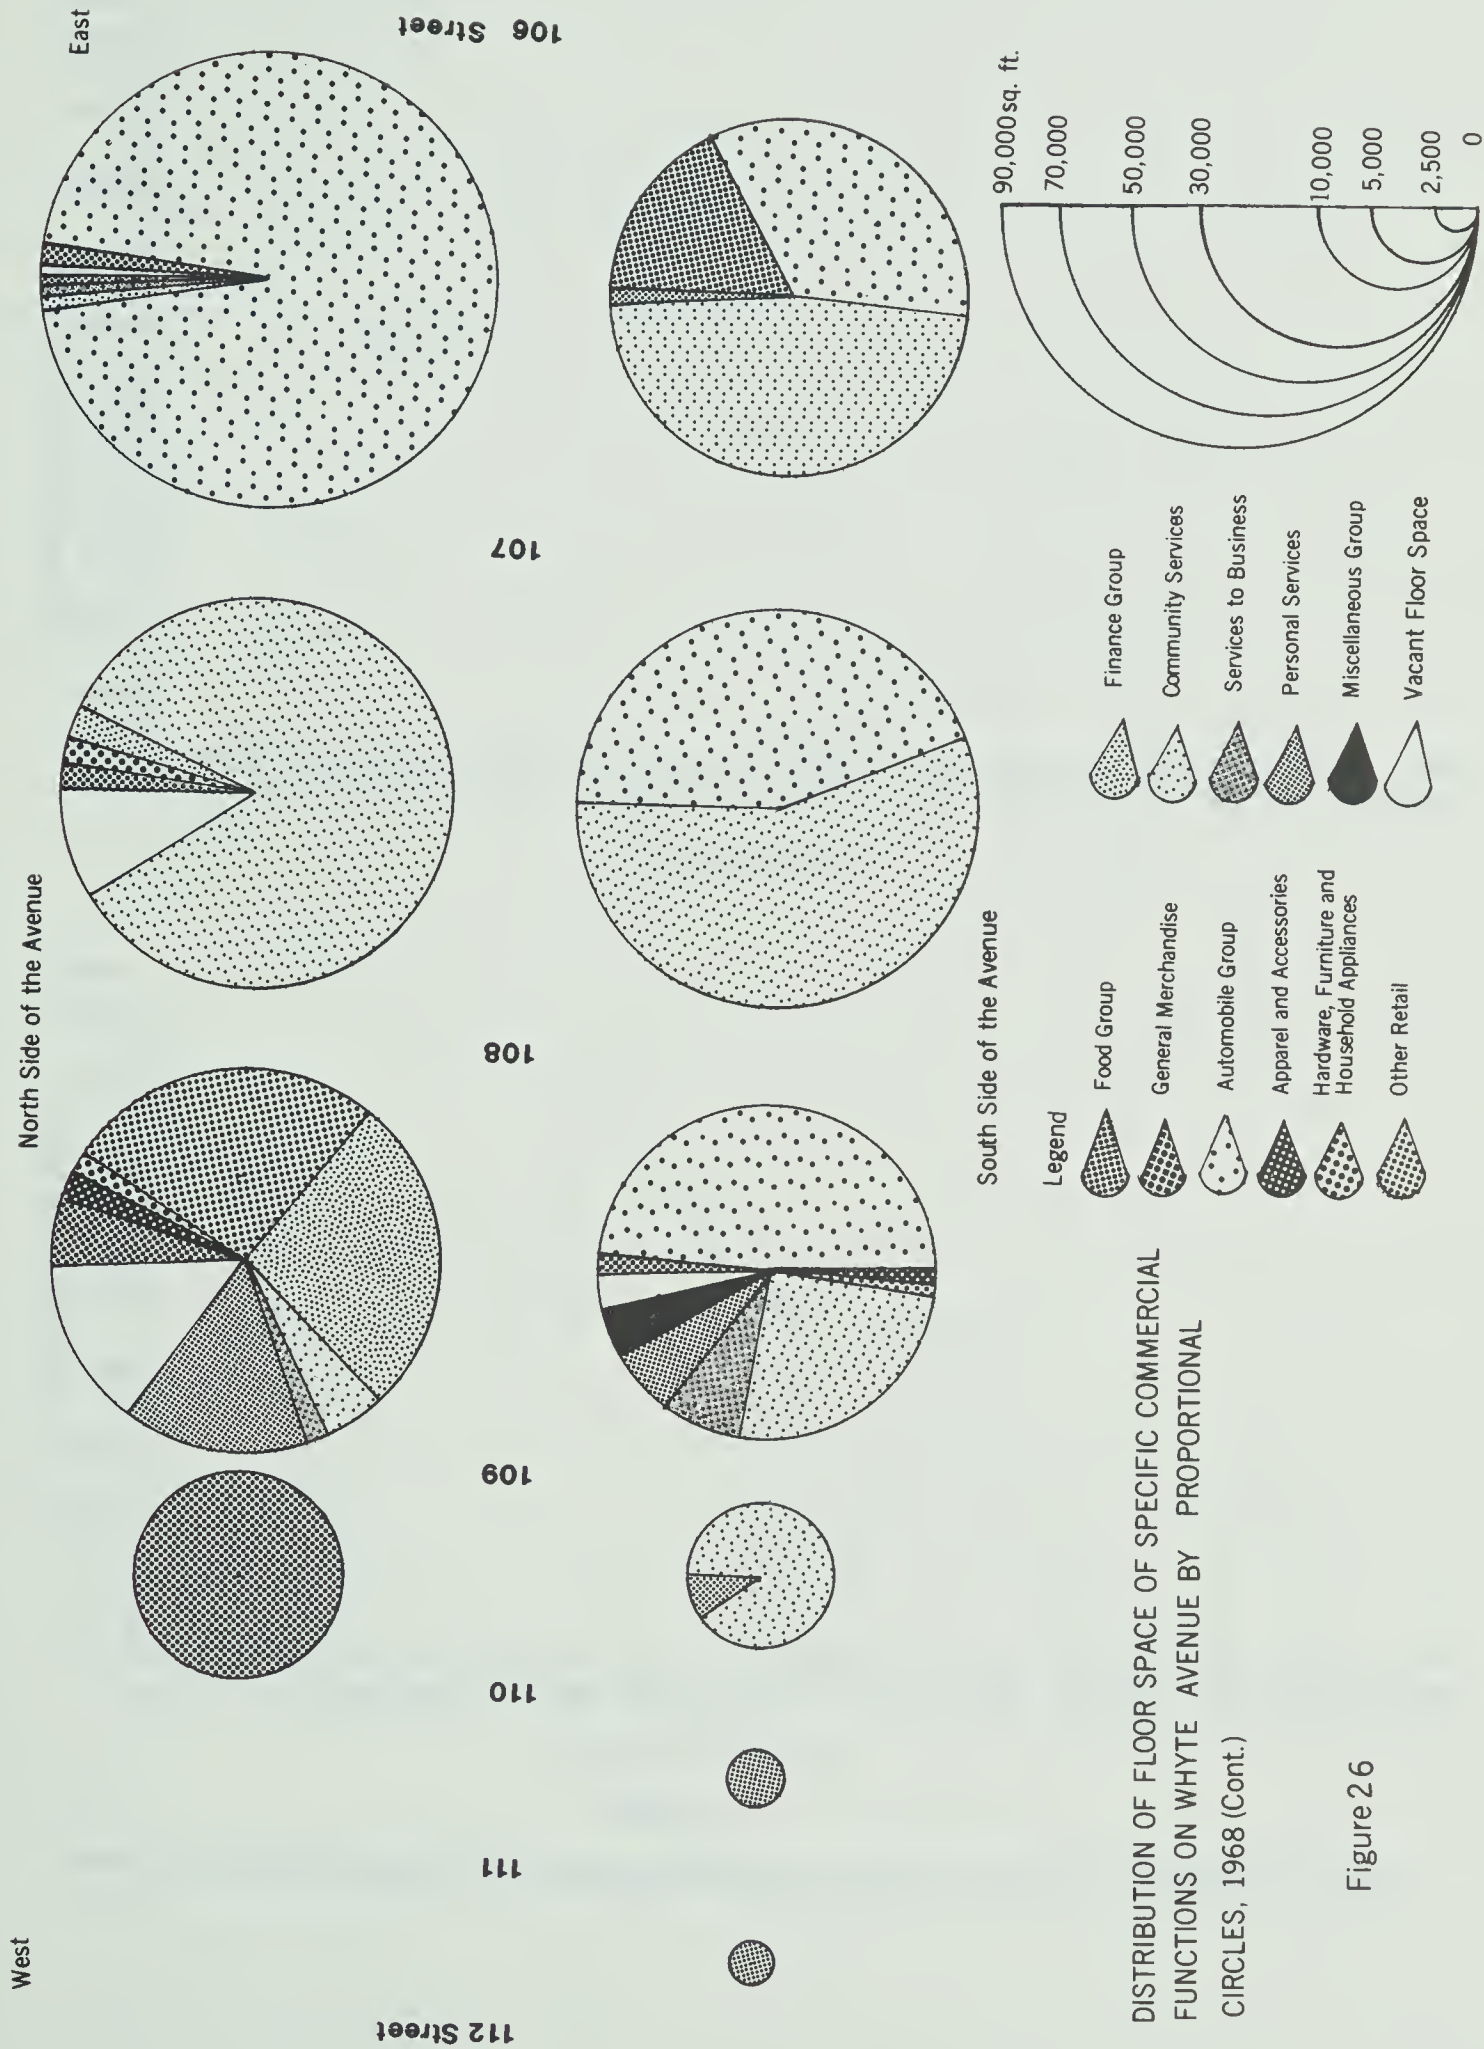 West
North Side of the Avenue
East
112 Street
111
110
109
108
107
106 Street
South Side of the Avenue
DISTRIBUTION OF FLOOR SPACE OF SPECIFIC COMMERCIAL
FUNCTIONS ON WHYTE AVENUE BY PROPORTIONAL
CIRCLES, 1968 (Cont.)
Figure 26
Legend
Food Group
General Merchandise
Automobile Group
Apparel and Accessories
Hardware, Furniture and
Household Appliances
Other Retail
Finance Group
Community Services
Services to Business
Personal Services
Miscellaneous Group
Vacant Floor Space
90,000 sq. ft.
70,000
50,000
30,000
10,000
5,000
2,500
0